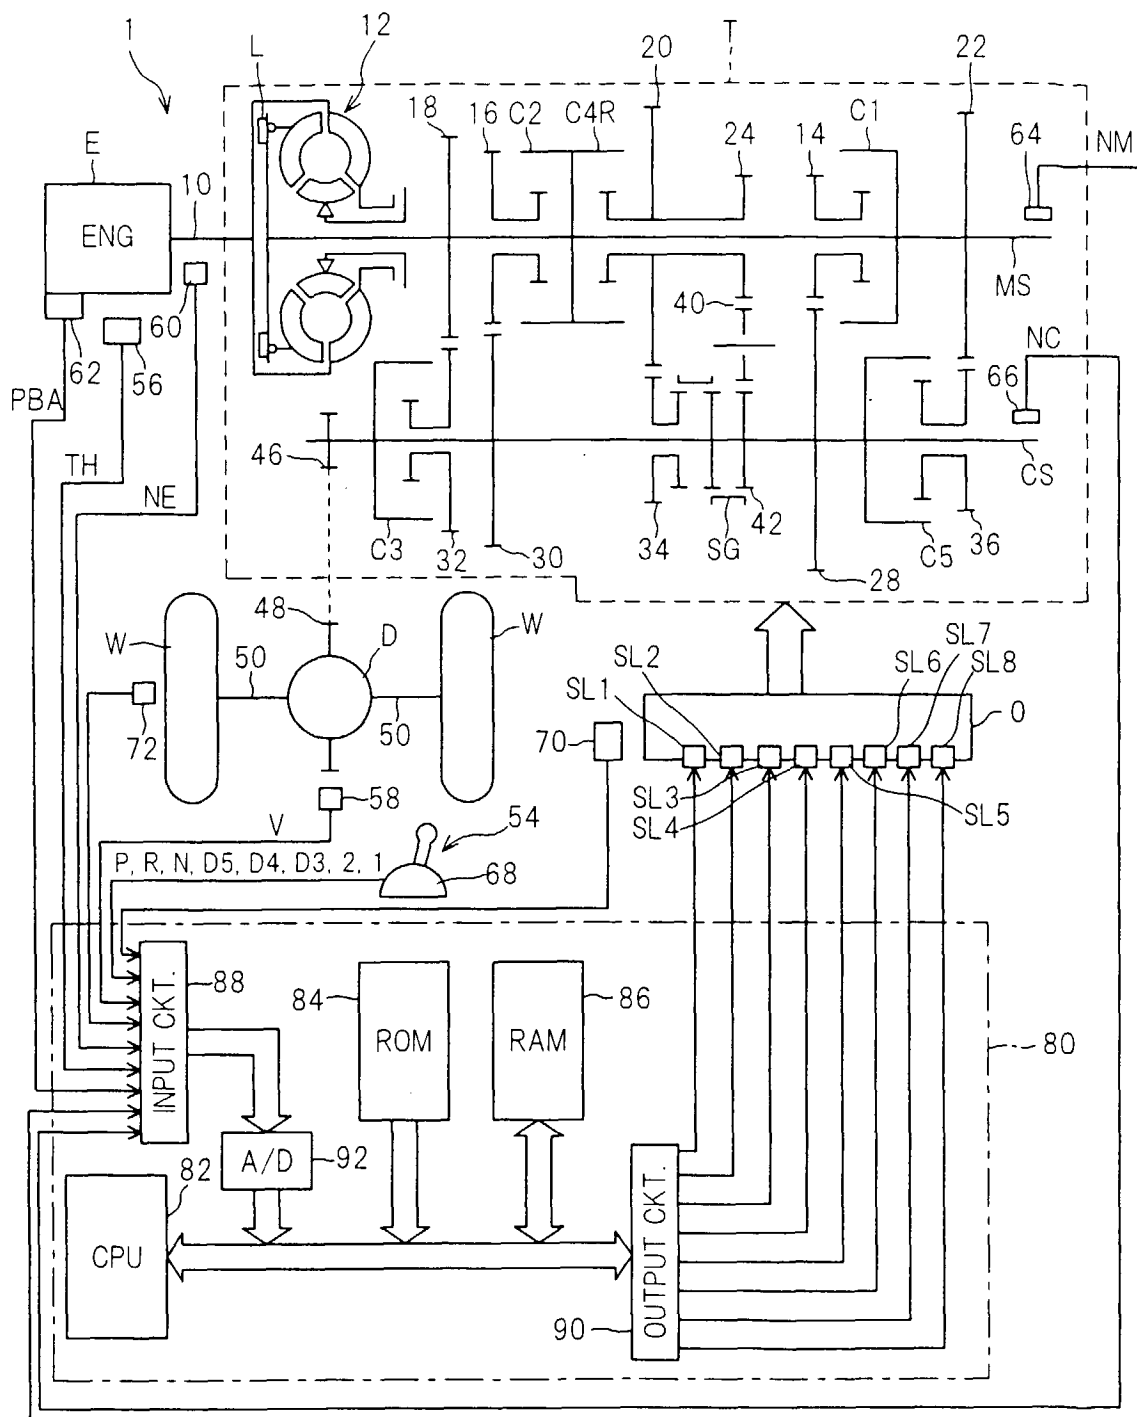 1
L
12
T
20
22
18
16
C2
C4R
24
14
C1
64
NM
E
10
ENG
MS
60
40
62
56
NC
PBA
66
46
TH
CS
NE
C3
32
30
34
SG
42
C5
36
28
48
W
D
W
50
50
72
SL1
SL2
SL6
SL7
SL8
O
70
58
SL3
SL4
SL5
V
54
P, R, N, D5, D4, D3, 2, 1
68
INPUT CKT.
88
84
ROM
RAM
86
80
A/D
92
82
CPU
OUTPUT CKT.
90